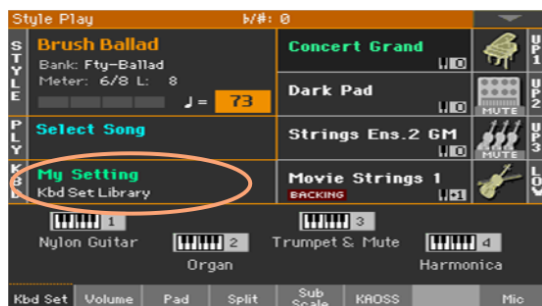 Style Play
b/#: 0
STYLE
Brush Ballad
Bank: Fty-Ballad
Meter: 6/8 L: 8
♩= 73
Concert Grand
UP1
Dark Pad
MUTE
UP2
PLY
Select Song
Strings Ens.2 GM
MUTE
UP3
My Setting
Kbd Set Library
Movie Strings 1
BACKING
LOW
1
Nylon Guitar
2
Organ
3
Trumpet & Mute
4
Harmonica
Kbd Set
Volume
Pad
Split
Sub
Scale
KAOSS
Mic